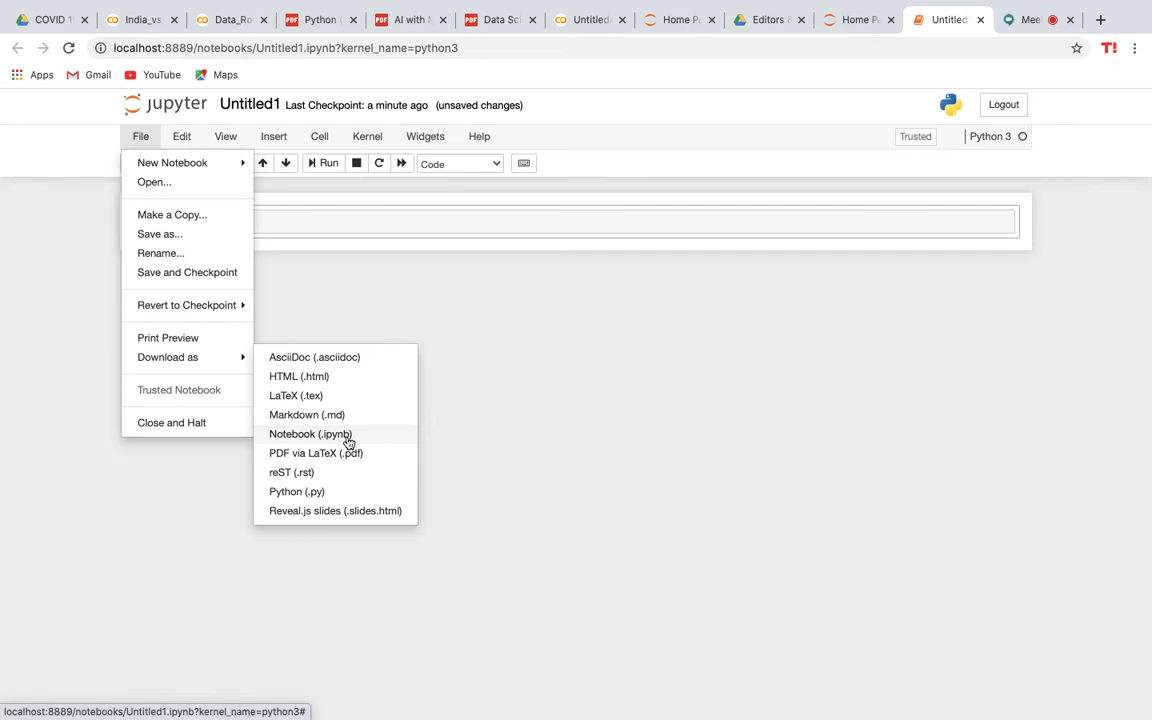 COVID 1
India_vs.
Data_Ro
Python (
AI with M
Data Sci
Untitled
Home Pa
Editors &
Home Pa
Untitled
Mee
localhost:8889/notebooks/Untitled1.ipynb?kernel_name=python3
T!
Apps Gmail YouTube Maps
jupyter Untitled1 Last Checkpoint: a minute ago (unsaved changes) Logout
File Edit View Insert Cell Kernel Widgets Help Trusted Python 3
Run Code
New Notebook
Open...
Make a Copy...
Save as...
Rename...
Save and Checkpoint
Revert to Checkpoint
Print Preview
Download as
Trusted Notebook
Close and Halt
AsciiDoc (.asciidoc)
HTML (.html)
LaTeX (.tex)
Markdown (.md)
Notebook (.ipynb)
PDF via LaTeX (.pdf)
reST (.rst)
Python (.py)
Reveal.js slides (.slides.html)
localhost:8889/notebooks/Untitled1.ipynb?kernel_name=python3#